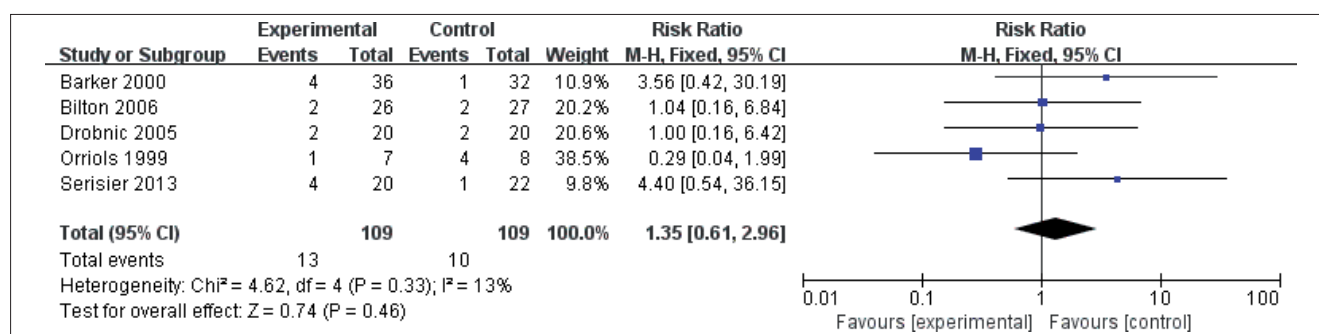 Experimental Control Risk Ratio Risk Ratio
Study or Subgroup Events Total Events Total Weight M-H, Fixed, 95% CI M-H, Fixed, 95% CI
Barker 2000 4 36 1 32 10.9% 3.56 [0.42, 30.19]
Bilton 2006 2 26 2 27 20.2% 1.04 [0.16, 6.84]
Drobnic 2005 2 20 2 20 20.6% 1.00 [0.16, 6.42]
Orriols 1999 1 7 4 8 38.5% 0.29 [0.04, 1.99]
Serisier 2013 4 20 1 22 9.8% 4.40 [0.54, 36.15]
Total (95% CI) 109 109 100.0% 1.35 [0.61, 2.96]
Total events 13 10
Heterogeneity: Chi² = 4.62, df = 4 (P = 0.33); I² = 13%
Test for overall effect: Z = 0.74 (P = 0.46)
0.01 0.1 1 10 100
Favours [experimental] Favours [control]